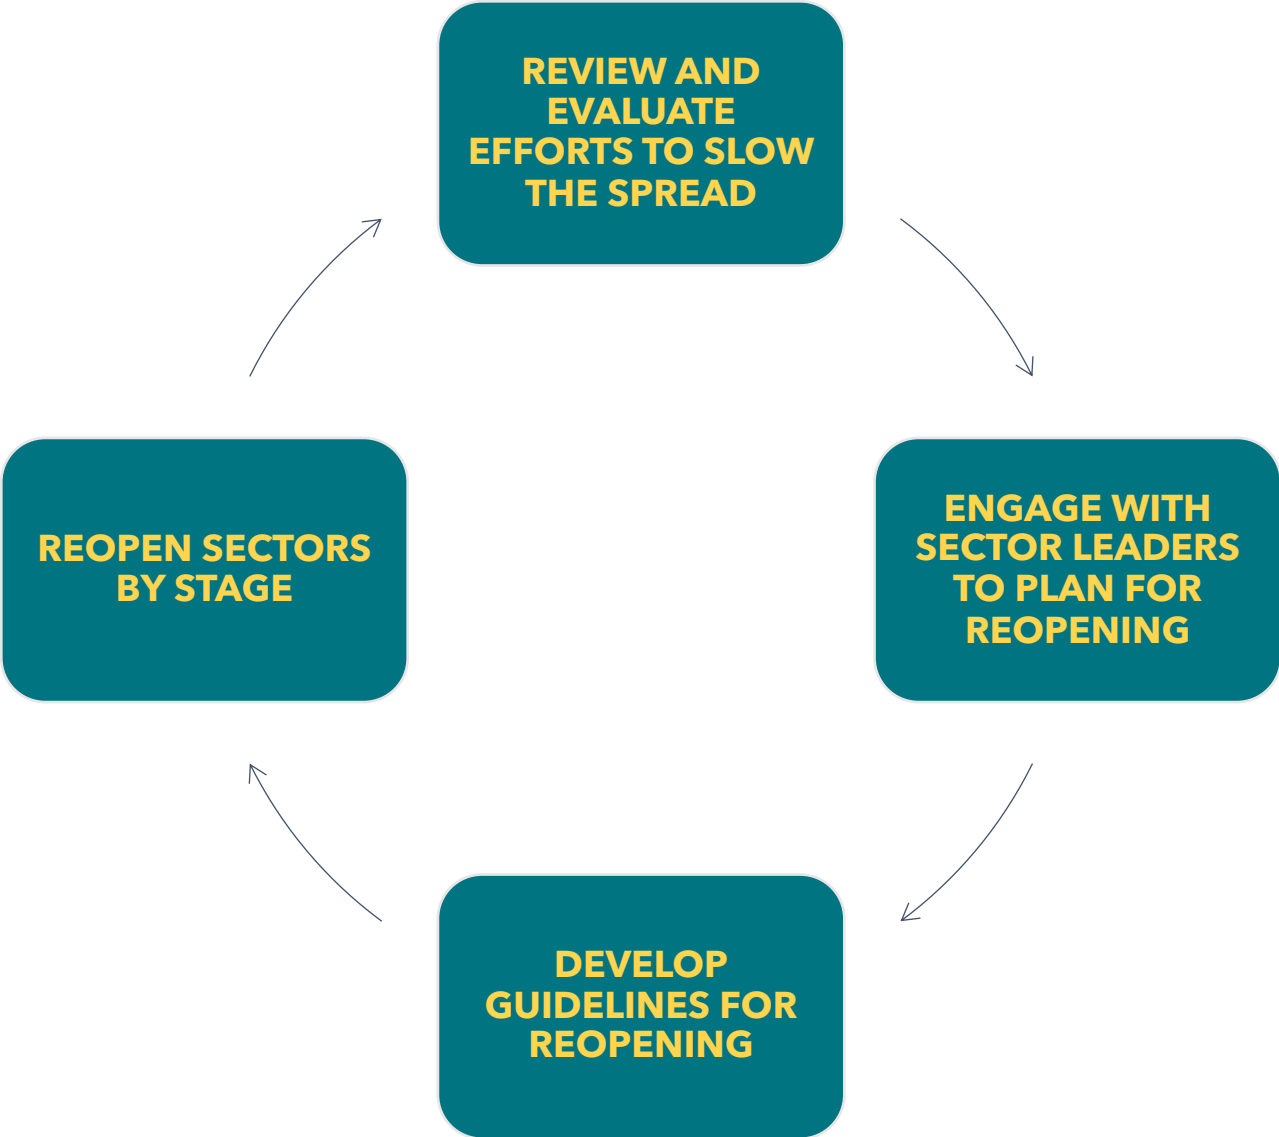 REVIEW AND
EVALUATE
EFFORTS TO SLOW
THE SPREAD
ENGAGE WITH
SECTOR LEADERS
TO PLAN FOR
REOPENING
DEVELOP
GUIDELINES FOR
REOPENING
REOPEN SECTORS
BY STAGE